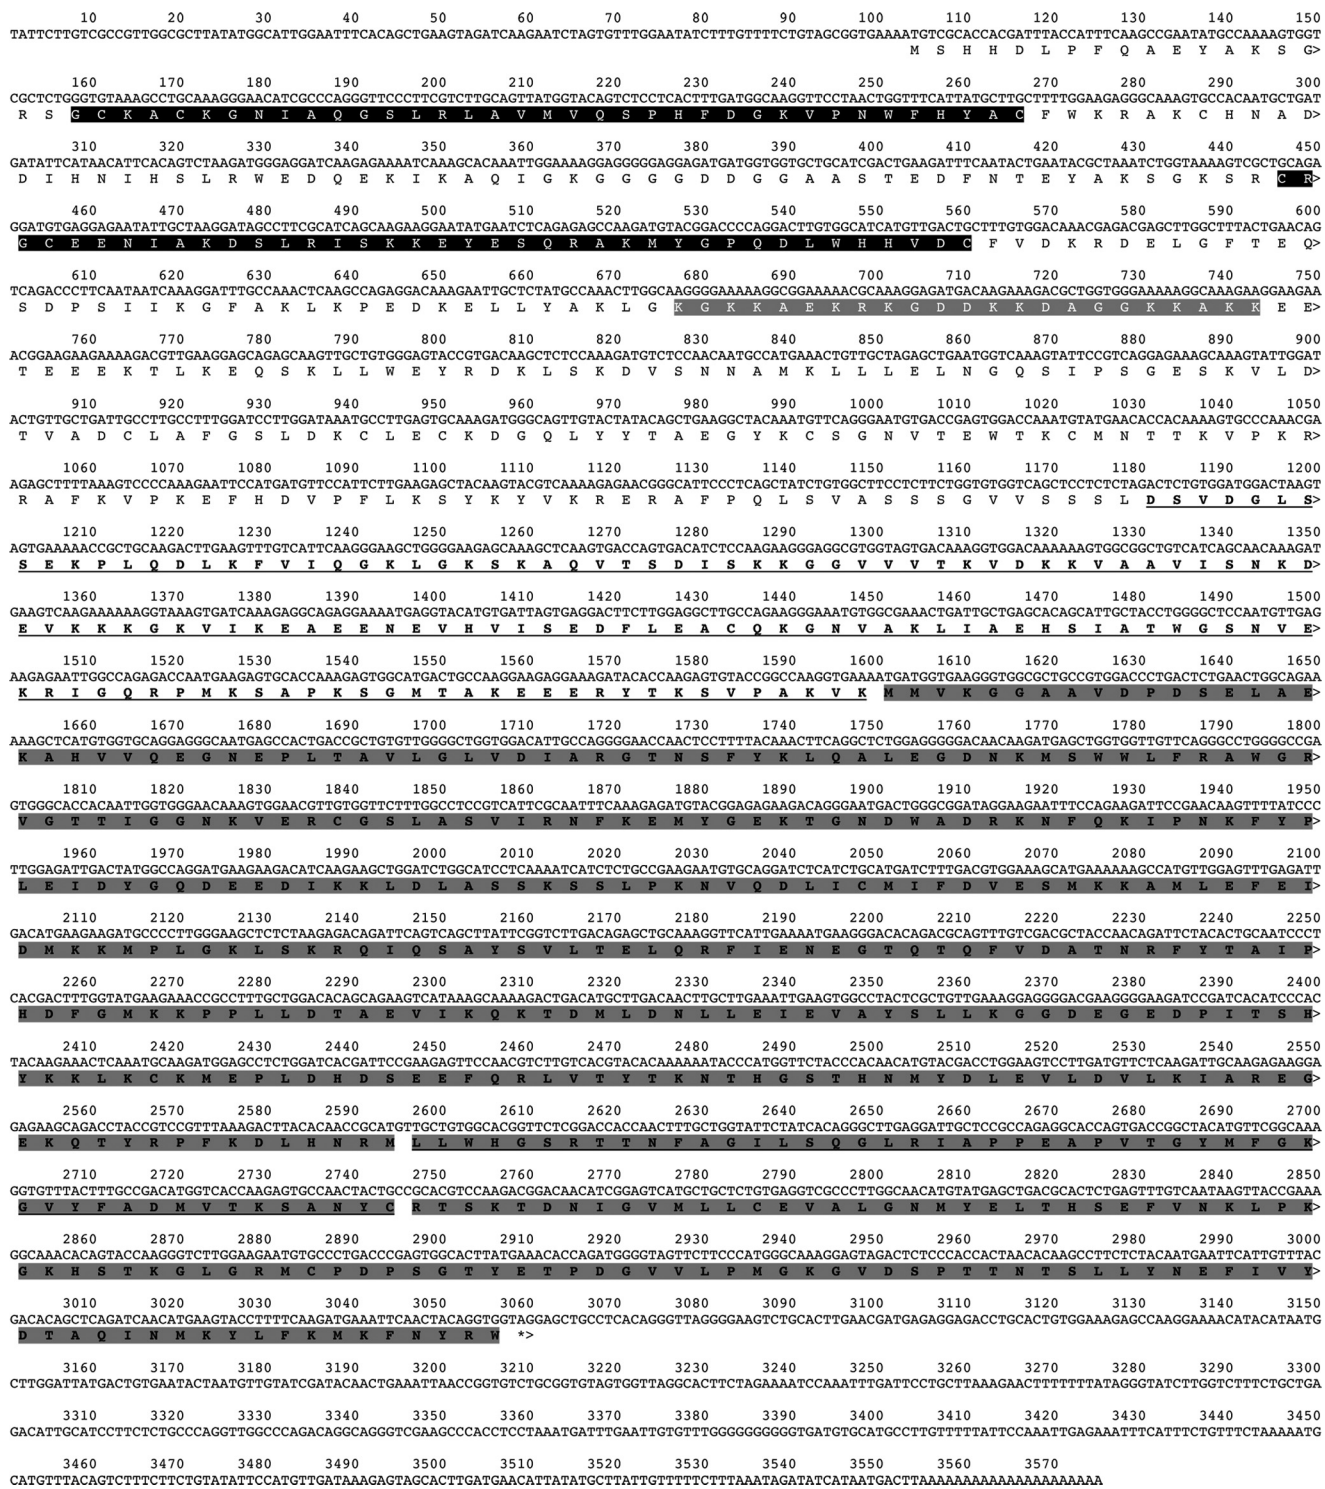 10 20 30 40 50 60 70 80 90 100 110 120 130 140 150
TATTCTTGTCGCCGTTGGCGCTTATATGGCATTGGAATTTCACAGCTGAAGTAGATCAAGAATCTAGTGTTTGGAATATCTTTGTTTTCTGTAGCGGTGAAAATGTCGCACCACGATTTACCATTTCAAGCCGAATATGCCAAAAGTGGT
M S H H D L P F Q A E Y A K S G>
160 170 180 190 200 210 220 230 240 250 260 270 280 290 300
CGCTCTGGGTGTAAAGCCTGCAAAGGGAACATCGCCCAGGGTTCCCTTCGTCTTGCAGTTATGGTACAGTCTCCTCACTTTGATGGCAAGGTTCCTAACTGGTTTCATTATGCTTGCTTTTGGAAGAGGGCAAAGTGCCACAATGCTGAT
R S G C K A C K G N I A Q G S L R L A V M V Q S P H F D G K V P N W F H Y A C F W K R A K C H N A D>
310 320 330 340 350 360 370 380 390 400 410 420 430 440 450
GATATTCATAACATTCACAGTCTAAGATGGGAGGATCAAGAGAAAATCAAAGCACAAATTGGAAAAGGAGGGGGAGGAGATGATGGTGGTGCTGCATCGACTGAAGATTTCAATACTGAATACGCTAAATCTGGTAAAAGTCGCTGCAGA
D I H N I H S L R W E D Q E K I K A Q I G K G G G G D D G G A A S T E D F N T E Y A K S G K S R C R>
460 470 480 490 500 510 520 530 540 550 560 570 580 590 600
GGATGTGAGGAGAATATTGCTAAGGATAGCCTTCGCATCAGCAAGAAGGAATATGAATCTCAGAGAGCCAAGATGTACGGACCCCAGGACTTGTGGCATCATGTTGACTGCTTTGTGGACAAACGAGACGAGCTTGGCTTTACTGAACAG
G C E E N I A K D S L R I S K K E Y E S Q R A K M Y G P Q D L W H H V D C F V D K R D E L G F T E Q>
610 620 630 640 650 660 670 680 690 700 710 720 730 740 750
TCAGACCCTTCAATAATCAAAGGATTTGCCAAACTCAAGCCAGAGGACAAAGAATTGCTCTATGCCAAACTTGGCAAGGGGAAAAAGGCGGAAAAACGCAAAGGAGATGACAAGAAAGACGCTGGTGGGAAAAAGGCAAAGAAGGAAGAA
S D P S I I K G F A K L K P E D K E L L Y A K L G K G K K A E K R K G D D K K D A G G K K A K K E E>
760 770 780 790 800 810 820 830 840 850 860 870 880 890 900
ACGGAAGAAGAAAAGACGTTGAAGGAGCAGAGCAAGTTGCTGTGGGAGTACCGTGACAAGCTCTCCAAAGATGTCTCCAACAATGCCATGAAACTGTTGCTAGAGCTGAATGGTCAAAGTATTCCGTCAGGAGAAAGCAAAGTATTGGAT
T E E E K T L K E Q S K L L W E Y R D K L S K D V S N N A M K L L L E L N G Q S I P S G E S K V L D>
910 920 930 940 950 960 970 980 990 1000 1010 1020 1030 1040 1050
ACTGTTGCTGATTGCCTTGCCTTTGGATCCTTGGATAAATGCCTTGAGTGCAAAGATGGGCAGTTGTACTATACAGCTGAAGGCTACAAATGTTCAGGGAATGTGACCGAGTGGACCAAATGTATGAACACCACAAAAGTGCCCAAACGA
T V A D C L A F G S L D K C L E C K D G Q L Y Y T A E G Y K C S G N V T E W T K C M N T T K V P K R>
1060 1070 1080 1090 1100 1110 1120 1130 1140 1150 1160 1170 1180 1190 1200
AGAGCTTTTAAAGTCCCCAAAGAATTCCATGATGTTCCATTCTTGAAGAGCTACAAGTACGTCAAAAGAGAACGGGCATTCCCTCAGCTATCTGTGGCTTCCTCTTCTGGTGTGGTCAGCTCCTCTCTAGACTCTGTGGATGGACTAAGT
R A F K V P K E F H D V P F L K S Y K Y V K R E R A F P Q L S V A S S S G V V S S S L D S V D G L S>
1210 1220 1230 1240 1250 1260 1270 1280 1290 1300 1310 1320 1330 1340 1350
AGTGAAAAACCGCTGCAAGACTTGAAGTTTGTCATTCAAGGGAAGCTGGGGAAGAGCAAAGCTCAAGTGACCAGTGACATCTCCAAGAAGGGAGGCGTGGTAGTGACAAAGGTGGACAAAAAAGTGGCGGCTGTCATCAGCAACAAAGAT
S E K P L Q D L K F V I Q G K L G K S K A Q V T S D I S K K G G V V V T K V D K K V A A V I S N K D>
1360 1370 1380 1390 1400 1410 1420 1430 1440 1450 1460 1470 1480 1490 1500
GAAGTCAAGAAAAAAGGTAAAGTGATCAAAGAGGCAGAGGAAAATGAGGTACATGTGATTAGTGAGGACTTCTTGGAGGCTTGCCAGAAGGGAAATGTGGCGAAACTGATTGCTGAGCACAGCATTGCTACCTGGGGCTCCAATGTTGAG
E V K K K G K V I K E A E E N E V H V I S E D F L E A C Q K G N V A K L I A E H S I A T W G S N V E>
1510 1520 1530 1540 1550 1560 1570 1580 1590 1600 1610 1620 1630 1640 1650
AAGAGAATTGGCCAGAGACCAATGAAGAGTGCACCAAAGAGTGGCATGACTGCCAAGGAAGAGGAAAGATACACCAAGAGTGTACCGGCCAAGGTGAAAATGATGGTGAAGGGTGGCGCTGCCGTGGACCCTGACTCTGAACTGGCAGAA
K R I G Q R P M K S A P K S G M T A K E E E R Y T K S V P A K V K M M V K G G A A V D P D S E L A E>
1660 1670 1680 1690 1700 1710 1720 1730 1740 1750 1760 1770 1780 1790 1800
AAAGCTCATGTGGTGCAGGAGGGCAATGAGCCACTGACCGCTGTGTTGGGGCTGGTGGACATTGCCAGGGGAACCAACTCCTTTTACAAACTTCAGGCTCTGGAGGGGGACAACAAGATGAGCTGGTGGTTGTTCAGGGCCTGGGGCCGA
K A H V V Q E G N E P L T A V L G L V D I A R G T N S F Y K L Q A L E G D N K M S W W L F R A W G R>
1810 1820 1830 1840 1850 1860 1870 1880 1890 1900 1910 1920 1930 1940 1950
GTGGGCACCACAATTGGTGGGAACAAAGTGGAACGTTGTGGTTCTTTGGCCTCCGTCATTCGCAATTTCAAAGAGATGTACGGAGAGAAGACAGGGAATGACTGGGCGGATAGGAAGAATTTCCAGAAGATTCCGAACAAGTTTTATCCC
V G T T I G G N K V E R C G S L A S V I R N F K E M Y G E K T G N D W A D R K N F Q K I P N K F Y P>
1960 1970 1980 1990 2000 2010 2020 2030 2040 2050 2060 2070 2080 2090 2100
TTGGAGATTGACTATGGCCAGGATGAAGAAGACATCAAGAAGCTGGATCTGGCATCCTCAAAATCATCTCTGCCGAAGAATGTGCAGGATCTCATCTGCATGATCTTTGACGTGGAAAGCATGAAAAAAGCCATGTTGGAGTTTGAGATT
L E I D Y G Q D E E D I K K L D L A S S K S S L P K N V Q D L I C M I F D V E S M K K A M L E F E I>
2110 2120 2130 2140 2150 2160 2170 2180 2190 2200 2210 2220 2230 2240 2250
GACATGAAGAAGATGCCCCTTGGGAAGCTCTCTAAGAGACAGATTCAGTCAGCTTATTCGGTCTTGACAGAGCTGCAAAGGTTCATTGAAAATGAAGGGACACAGACGCAGTTTGTCGACGCTACCAACAGATTCTACACTGCAATCCCT
D M K K M P L G K L S K R Q I Q S A Y S V L T E L Q R F I E N E G T Q T Q F V D A T N R F Y T A I P>
2260 2270 2280 2290 2300 2310 2320 2330 2340 2350 2360 2370 2380 2390 2400
CACGACTTTGGTATGAAGAAACCGCCTTTGCTGGACACAGCAGAAGTCATAAAGCAAAAGACTGACATGCTTGACAACTTGCTTGAAATTGAAGTGGCCTACTCGCTGTTGAAAGGAGGGGACGAAGGGGAAGATCCGATCACATCCCAC
H D F G M K K P P L L D T A E V I K Q K T D M L D N L L E I E V A Y S L L K G G D E G E D P I T S H>
2410 2420 2430 2440 2450 2460 2470 2480 2490 2500 2510 2520 2530 2540 2550
TACAAGAAACTCAAATGCAAGATGGAGCCTCTGGATCACGATTCCGAAGAGTTCCAACGTCTTGTCACGTACACAAAAAATACCCATGGTTCTACCCACAACATGTACGACCTGGAAGTCCTTGATGTTCTCAAGATTGCAAGAGAAGGA
Y K K L K C K M E P L D H D S E E F Q R L V T Y T K N T H G S T H N M Y D L E V L D V L K I A R E G>
2560 2570 2580 2590 2600 2610 2620 2630 2640 2650 2660 2670 2680 2690 2700
GAGAAGCAGACCTACCGTCCGTTTAAAGACTTACACAACCGCATGTTGCTGTGGCACGGTTCTCGGACCACCAACTTTGCTGGTATTCTATCACAGGGCTTGAGGATTGCTCCGCCAGAGGCACCAGTGACCGGCTACATGTTCGGCAAA
E K Q T Y R P F K D L H N R M L L W H G S R T T N F A G I L S Q G L R I A P P E A P V T G Y M F G K>
2710 2720 2730 2740 2750 2760 2770 2780 2790 2800 2810 2820 2830 2840 2850
GGTGTTTACTTTGCCGACATGGTCACCAAGAGTGCCAACTACTGCCGCACGTCCAAGACGGACAACATCGGAGTCATGCTGCTCTGTGAGGTCGCCCTTGGCAACATGTATGAGCTGACGCACTCTGAGTTTGTCAATAAGTTACCGAAA
G V Y F A D M V T K S A N Y C R T S K T D N I G V M L L C E V A L G N M Y E L T H S E F V N K L P K>
2860 2870 2880 2890 2900 2910 2920 2930 2940 2950 2960 2970 2980 2990 3000
GGCAAACACAGTACCAAGGGTCTTGGAAGAATGTGCCCTGACCCGAGTGGCACTTATGAAACACCAGATGGGGTAGTTCTTCCCATGGGCAAAGGAGTAGACTCTCCCACCACTAACACAAGCCTTCTCTACAATGAATTCATTGTTTAC
G K H S T K G L G R M C P D P S G T Y E T P D G V V L P M G K G V D S P T T N T S L L Y N E F I V Y>
3010 3020 3030 3040 3050 3060 3070 3080 3090 3100 3110 3120 3130 3140 3150
GACACAGCTCAGATCAACATGAAGTACCTTTTCAAGATGAAATTCAACTACAGGTGGTAGGAGCTGCCTCACAGGGTTAGGGGAAGTCTGCACTTGAACGATGAGAGGAGACCTGCACTGTGGAAAGAGCCAAGGAAAACATACATAATG
D T A Q I N M K Y L F K M K F N Y R W *>
3160 3170 3180 3190 3200 3210 3220 3230 3240 3250 3260 3270 3280 3290 3300
CTTGGATTATGACTGTGAATACTAATGTTGTATCGATACAACTGAAATTAACCGGTGTCTGCGGTGTAGTGGTTAGGCACTTCTAGAAAATCCAAATTTGATTCCTGCTTAAAGAACTTTTTTTATAGGGTATCTTGGTCTTTCTGCTGA
3310 3320 3330 3340 3350 3360 3370 3380 3390 3400 3410 3420 3430 3440 3450
GACATTGCATCCTTCTCTGCCCAGGTTGGCCCAGACAGGCAGGGTCGAAGCCCACCTCCTAAATGATTTGAATTGTGTTTGGGGGGGGGGTGATGTGCATGCCTTGTTTTTATTCCAAATTGAGAAATTTCATTTCTGTTTCTAAAAATG
3460 3470 3480 3490 3500 3510 3520 3530 3540 3550 3560 3570
CATGTTTACAGTCTTTCTTCTGTATATTCCATGTTGATAAAGAGTAGCACTTGATGAACATTATATGCTTATTGTTTTTCTTTAAATAGATATCATAATGACTTAAAAAAAAAAAAAAAAAAAAA